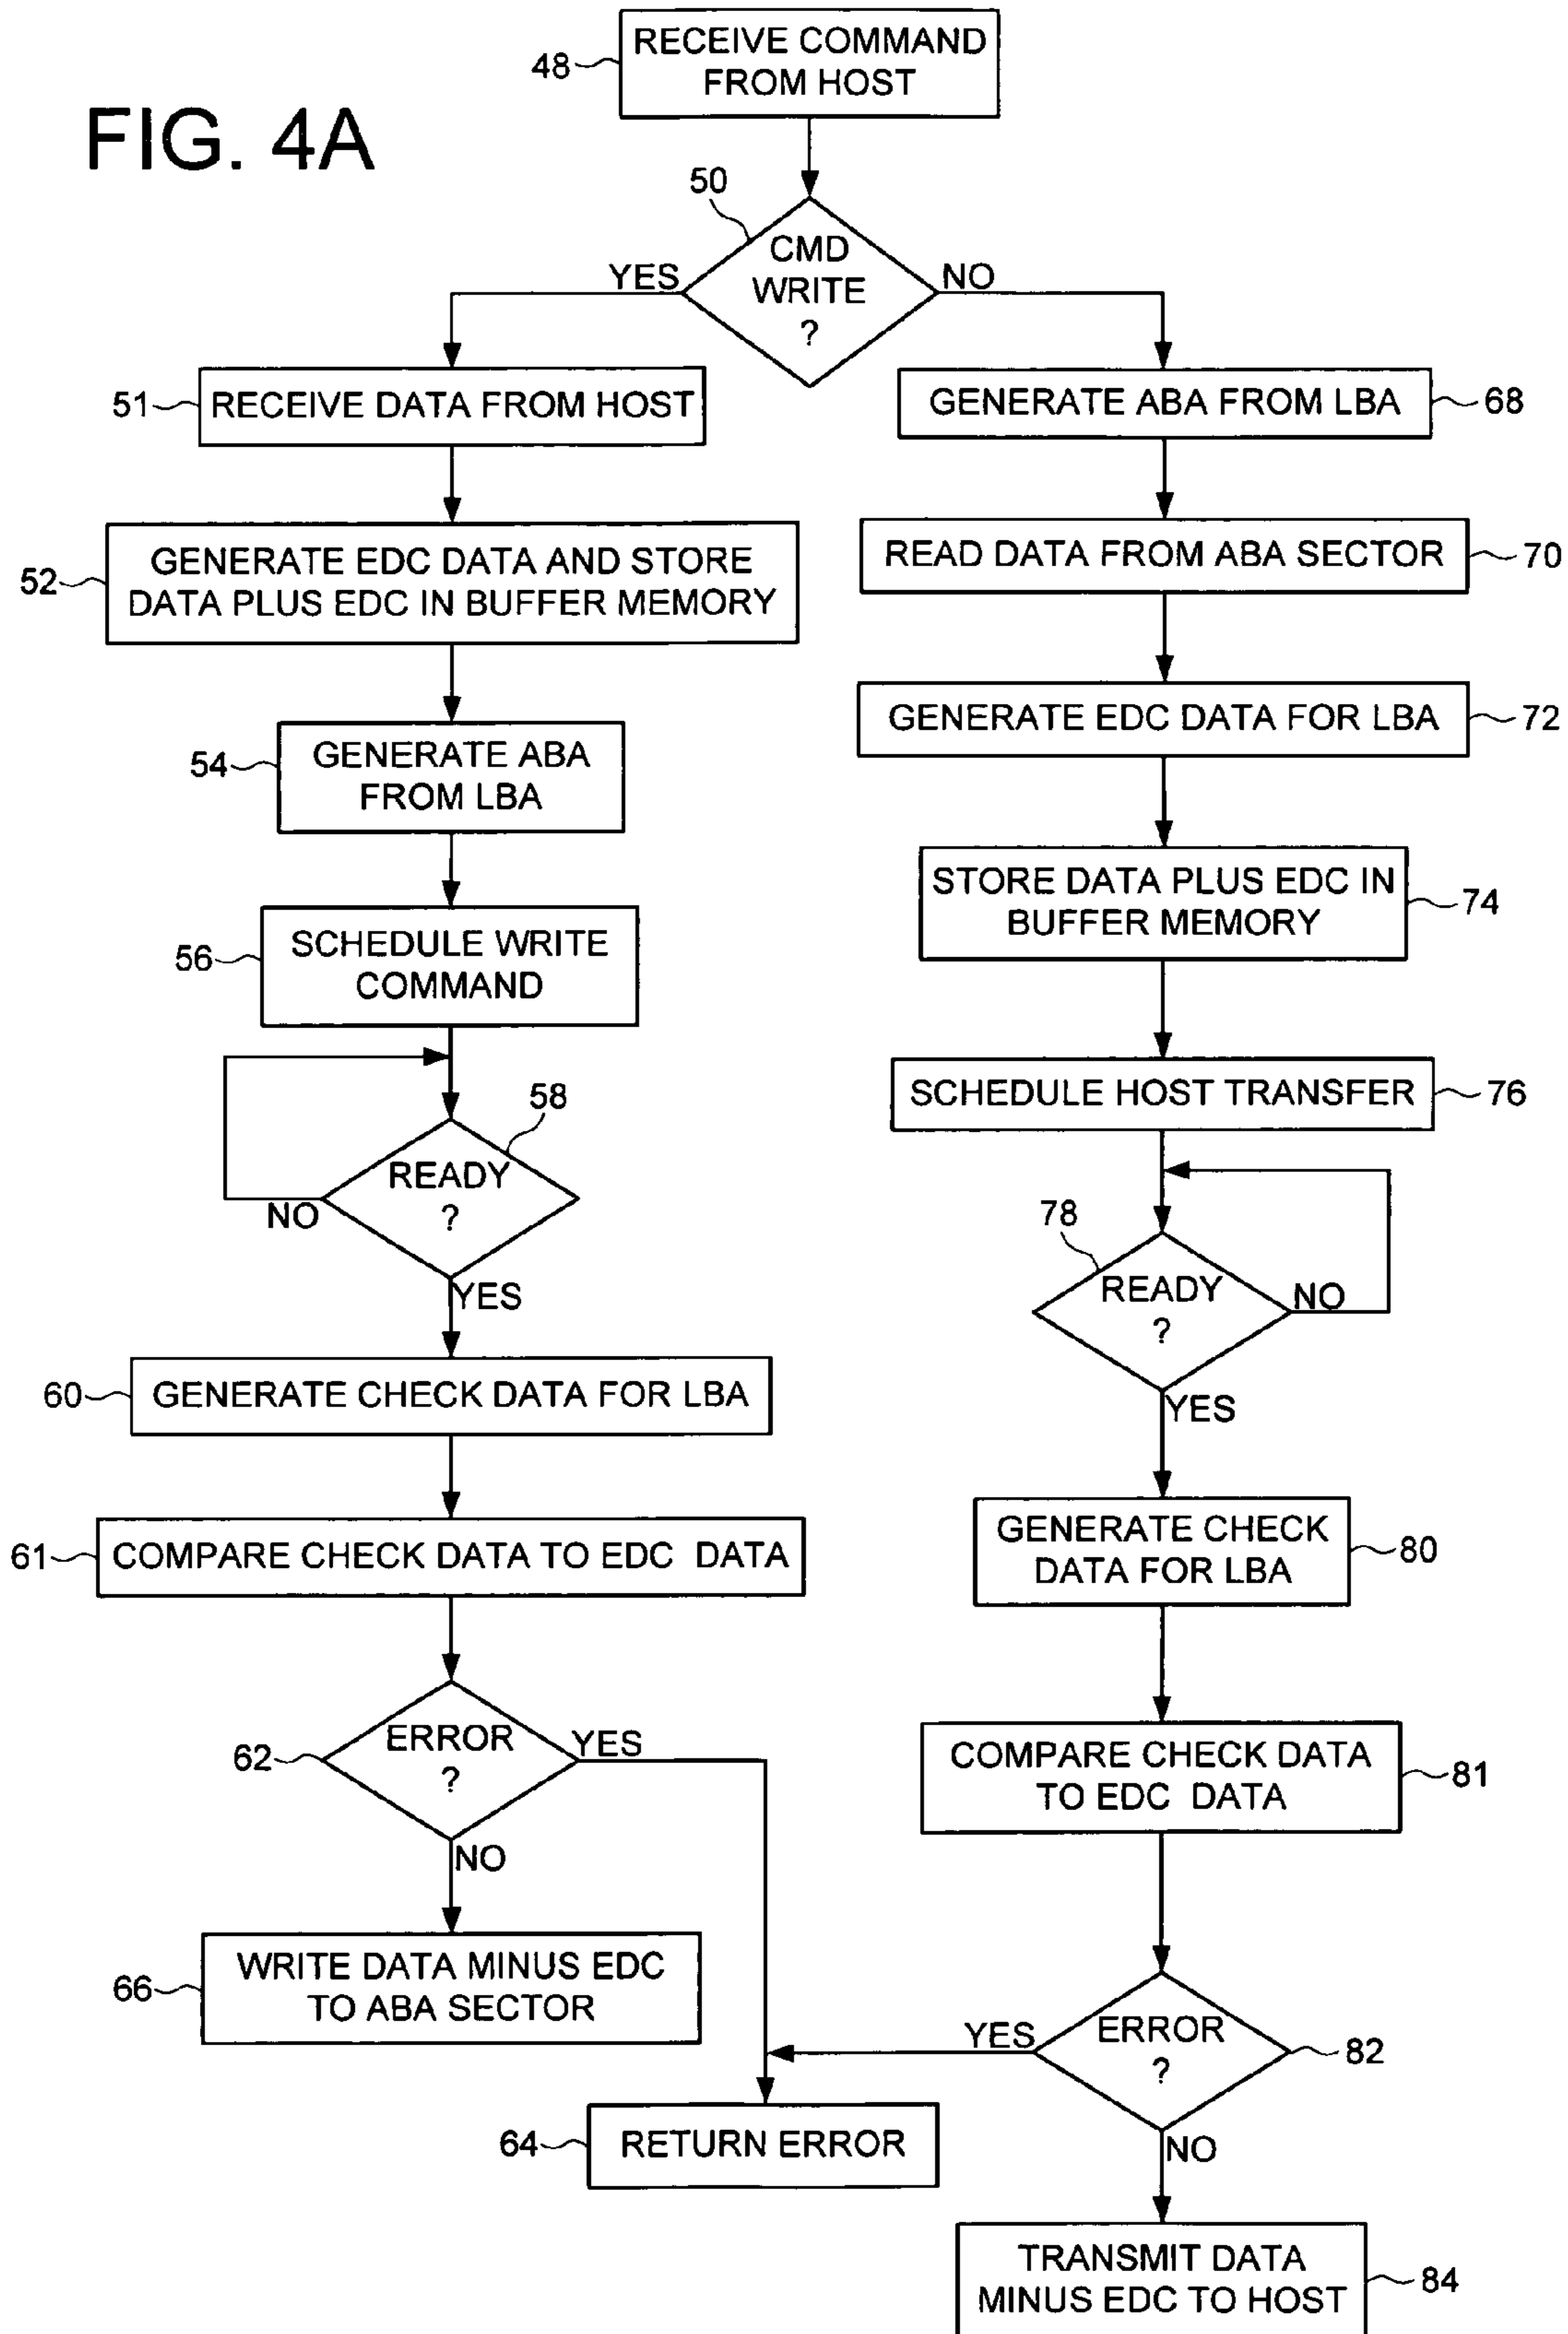 FIG. 4A
RECEIVE COMMAND
FROM HOST
48
50
CMD
WRITE
?
YES
NO
51
RECEIVE DATA FROM HOST
52
GENERATE EDC DATA AND STORE
DATA PLUS EDC IN BUFFER MEMORY
54
GENERATE ABA
FROM LBA
56
SCHEDULE WRITE
COMMAND
58
READY
?
NO
YES
60
GENERATE CHECK DATA FOR LBA
61
COMPARE CHECK DATA TO EDC DATA
62
ERROR
?
YES
NO
66
WRITE DATA MINUS EDC
TO ABA SECTOR
64
RETURN ERROR
GENERATE ABA FROM LBA
68
READ DATA FROM ABA SECTOR
70
GENERATE EDC DATA FOR LBA
72
STORE DATA PLUS EDC IN
BUFFER MEMORY
74
SCHEDULE HOST TRANSFER
76
78
READY
?
NO
YES
GENERATE CHECK
DATA FOR LBA
80
COMPARE CHECK DATA
TO EDC DATA
81
YES
ERROR
?
82
NO
TRANSMIT DATA
MINUS EDC TO HOST
84